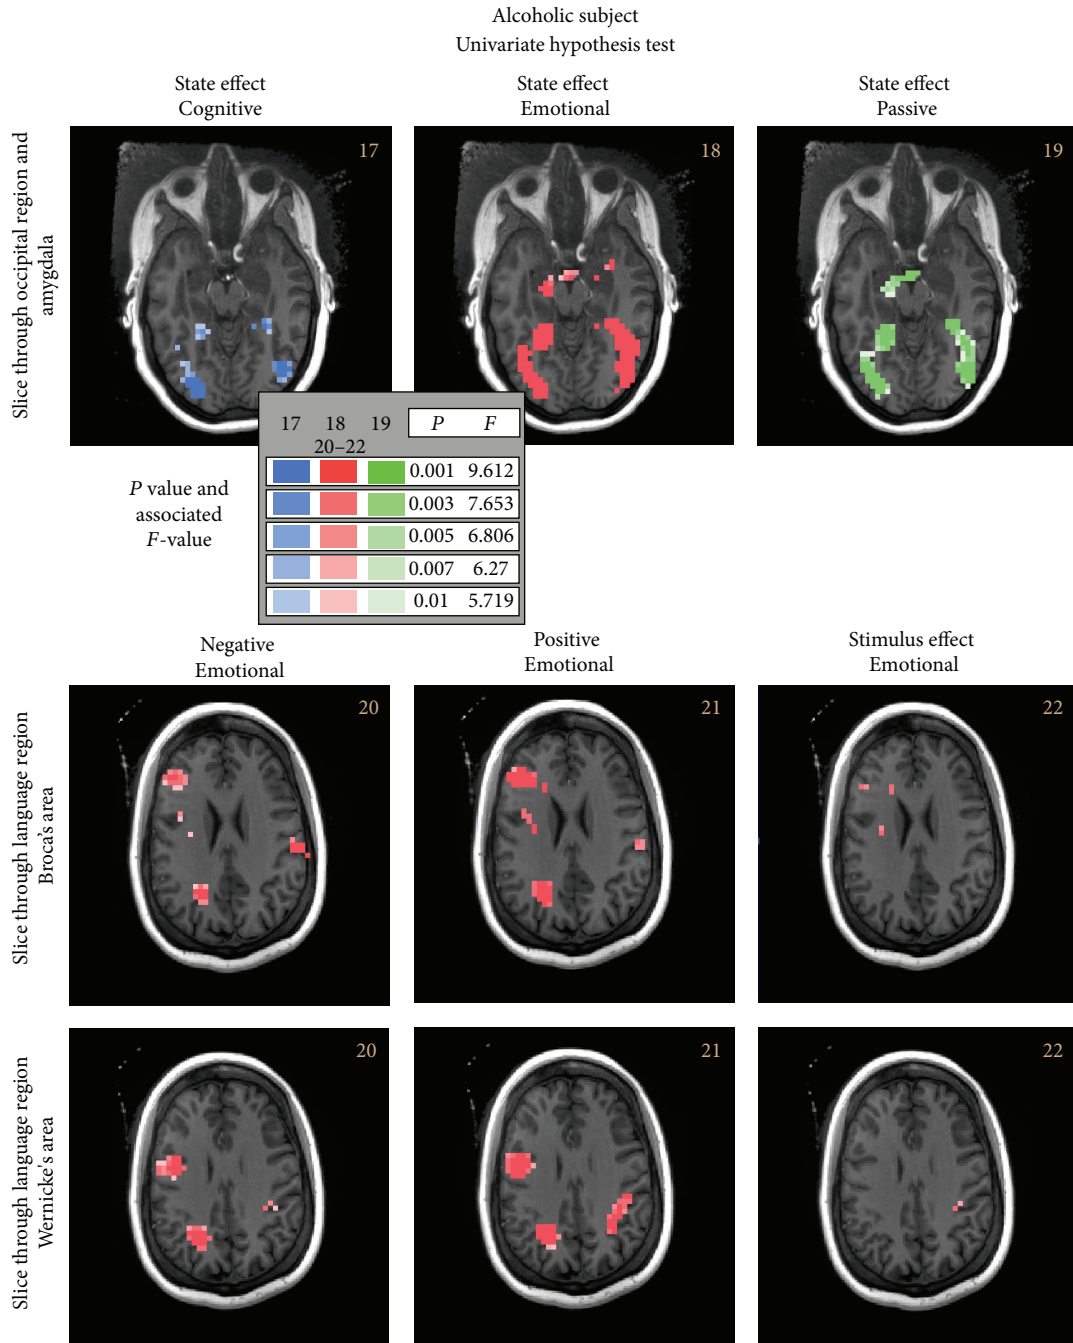 Alcoholic subject
Univariate hypothesis test
State effect
Cognitive
State effect
Emotional
State effect
Passive
Slice through occipital region and
amygdala
17
18
19
17 18 19 P F
20–22
0.001 9.612
0.003 7.653
0.005 6.806
0.007 6.27
0.01 5.719
P value and
associated
F-value
Negative
Emotional
Positive
Emotional
Stimulus effect
Emotional
Slice through language region
Broca's area
20
21
22
Slice through language region
Wernicke's area
20
21
22